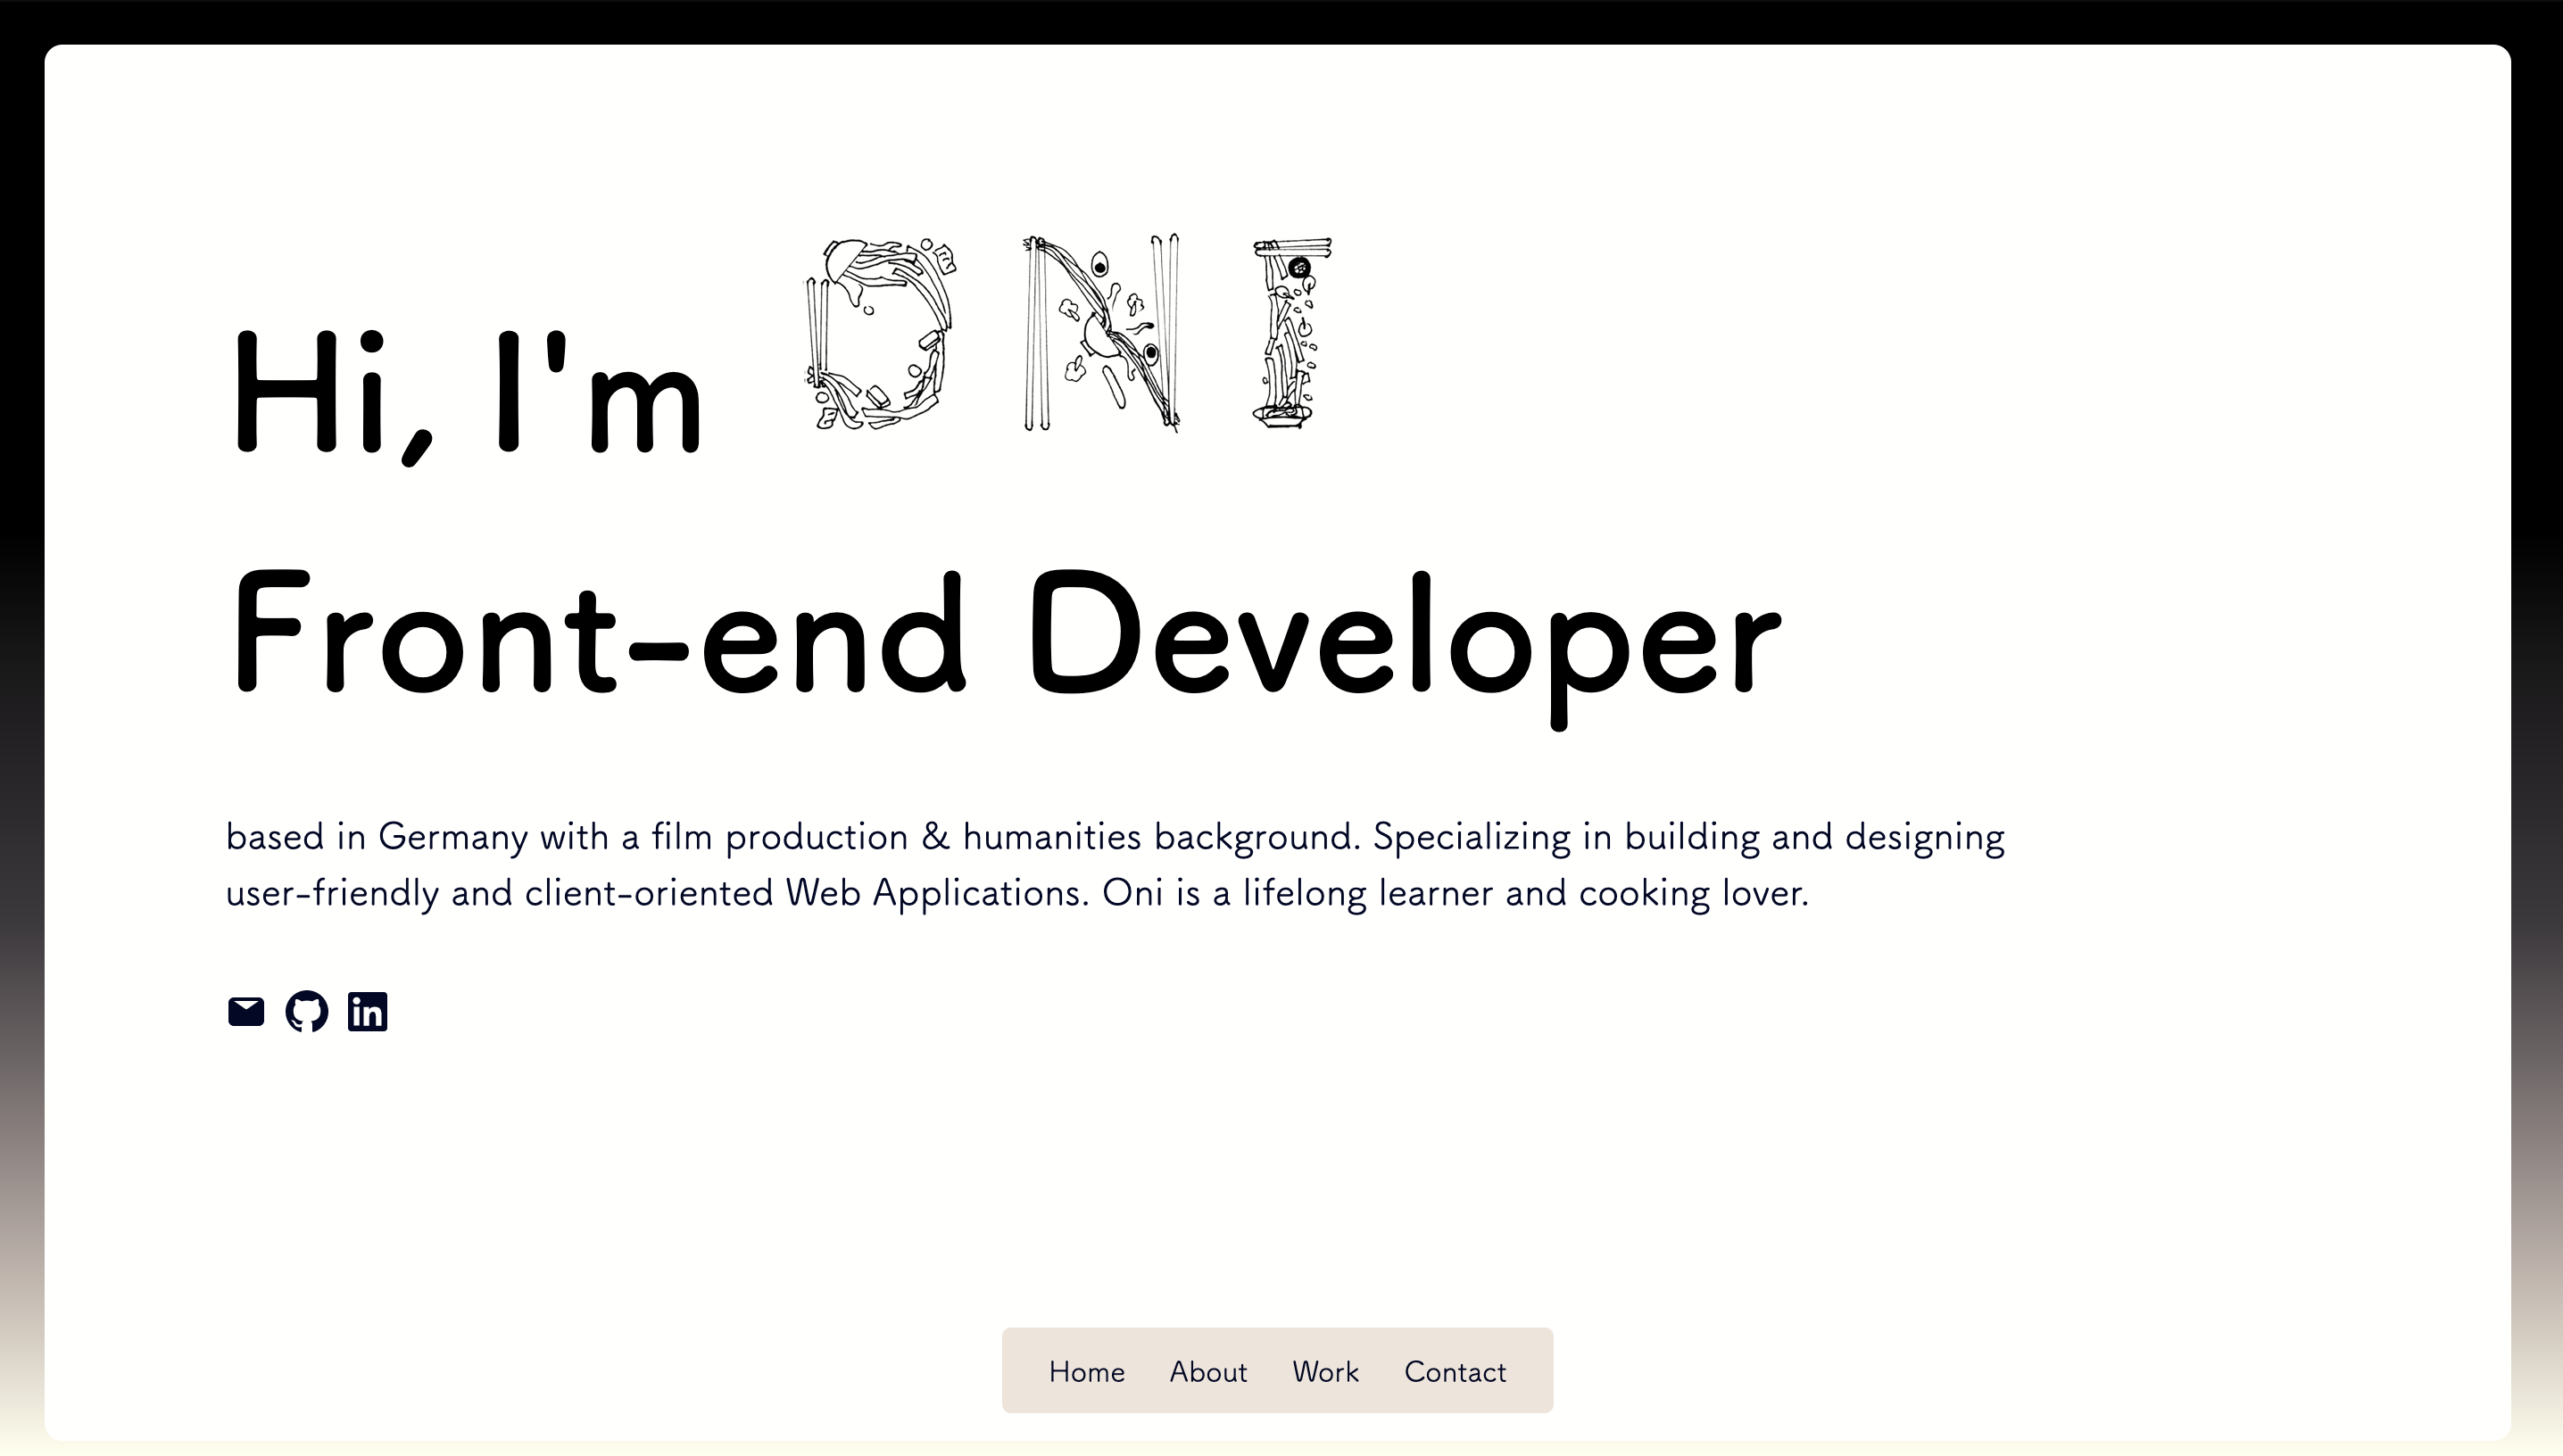 Hi, I'm ONI
Front-end Developer
based in Germany with a film production & humanities background. Specializing in building and designing
user-friendly and client-oriented Web Applications. Oni is a lifelong learner and cooking lover.
in
Home About Work Contact